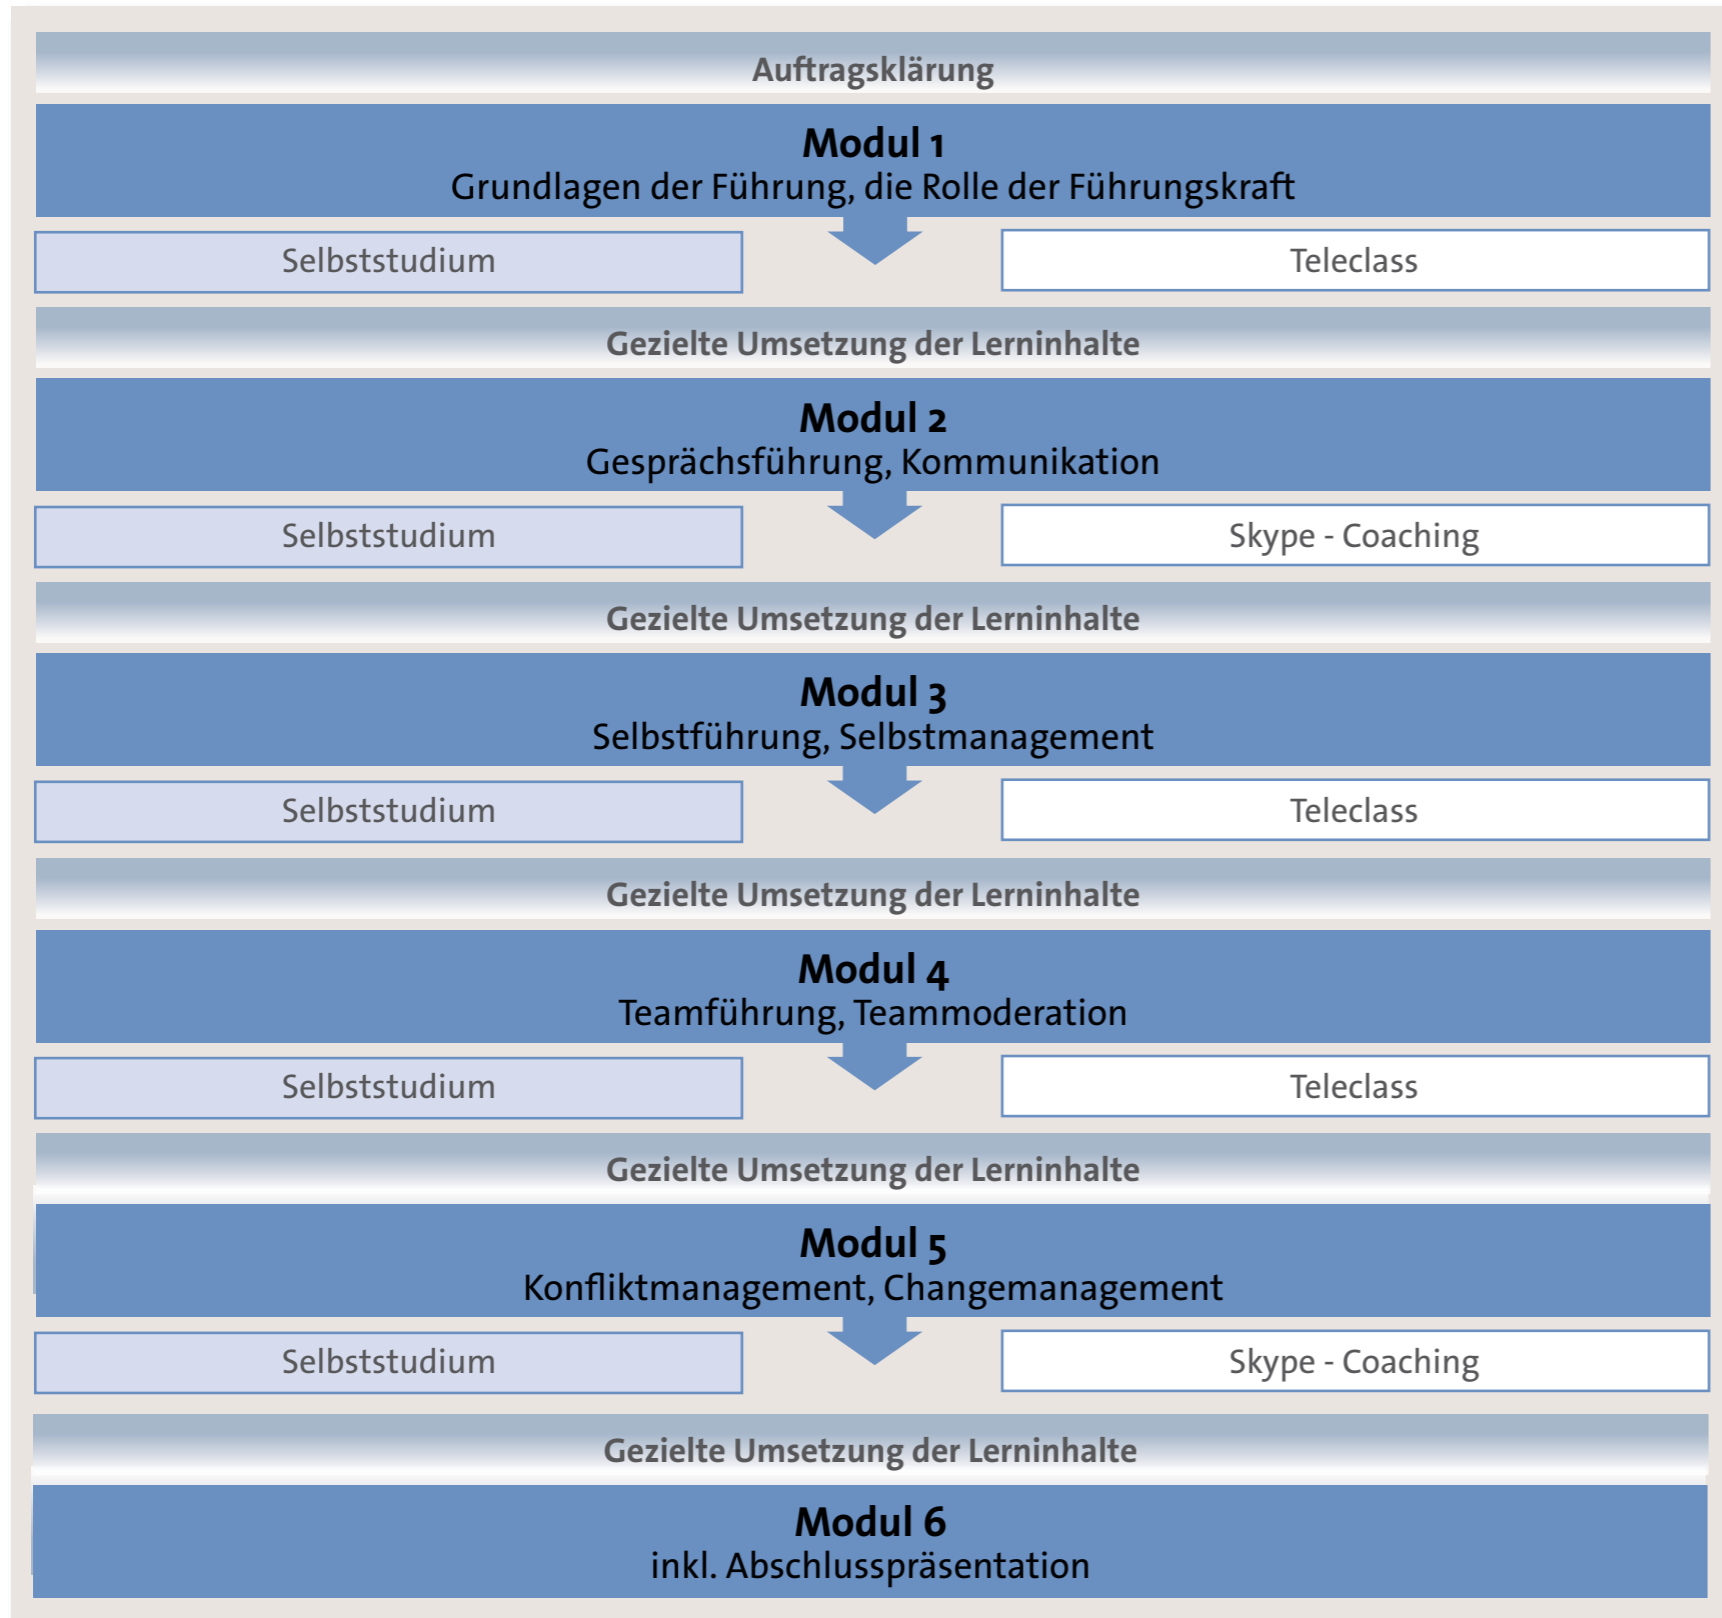 Auftragsklärung
Modul 1
Grundlagen der Führung, die Rolle der Führungskraft
Selbststudium
Teleclass
Gezielte Umsetzung der Lerninhalte
Modul 2
Gesprächsführung, Kommunikation
Selbststudium
Skype - Coaching
Gezielte Umsetzung der Lerninhalte
Modul 3
Selbstführung, Selbstmanagement
Selbststudium
Teleclass
Gezielte Umsetzung der Lerninhalte
Modul 4
Teamführung, Teammoderation
Selbststudium
Teleclass
Gezielte Umsetzung der Lerninhalte
Modul 5
Konfliktmanagement, Changemanagement
Selbststudium
Skype - Coaching
Gezielte Umsetzung der Lerninhalte
Modul 6
inkl. Abschlusspräsentation